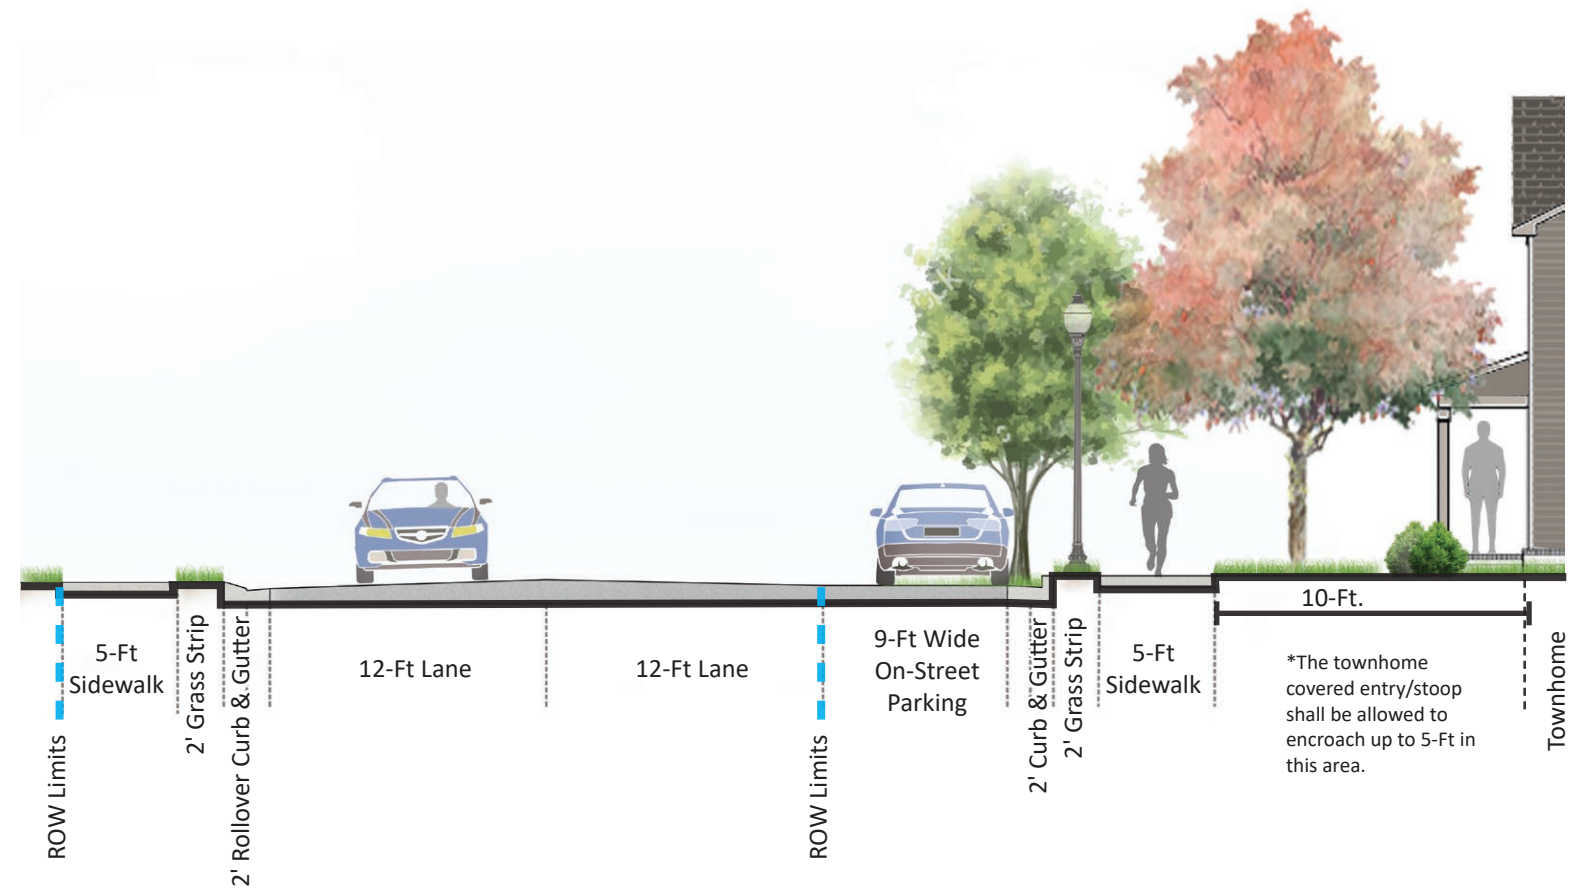 ROW Limits
5-Ft
Sidewalk
2' Grass Strip
2' Rollover Curb & Gutter
12-Ft Lane
12-Ft Lane
ROW Limits
9-Ft Wide
On-Street
Parking
2' Curb & Gutter
2' Grass Strip
5-Ft
Sidewalk
10-Ft.
*The townhome
covered entry/stoop
shall be allowed to
encroach up to 5-Ft in
this area.
Townhome